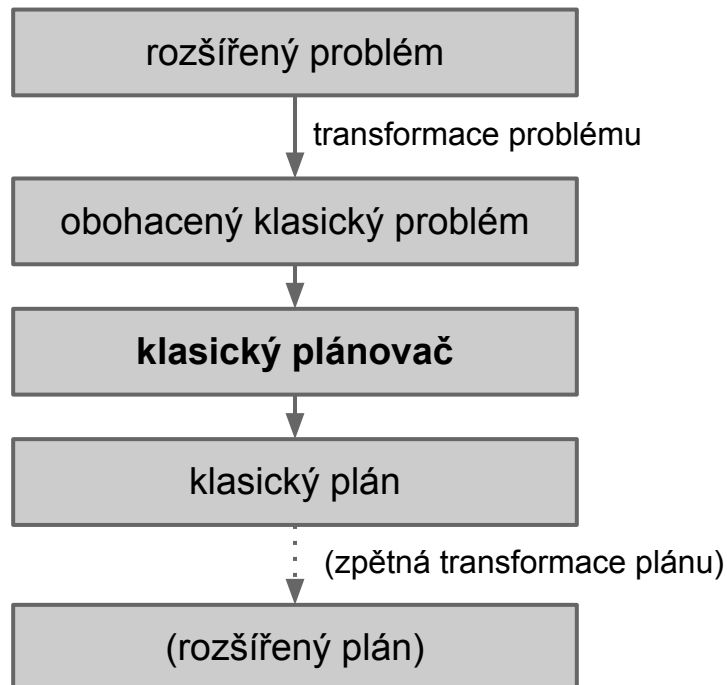 rozšířený problém
transformace problému
obohacený klasický problém
klasický plánovač
klasický plán
(zpětná transformace plánu)
(rozšířený plán)